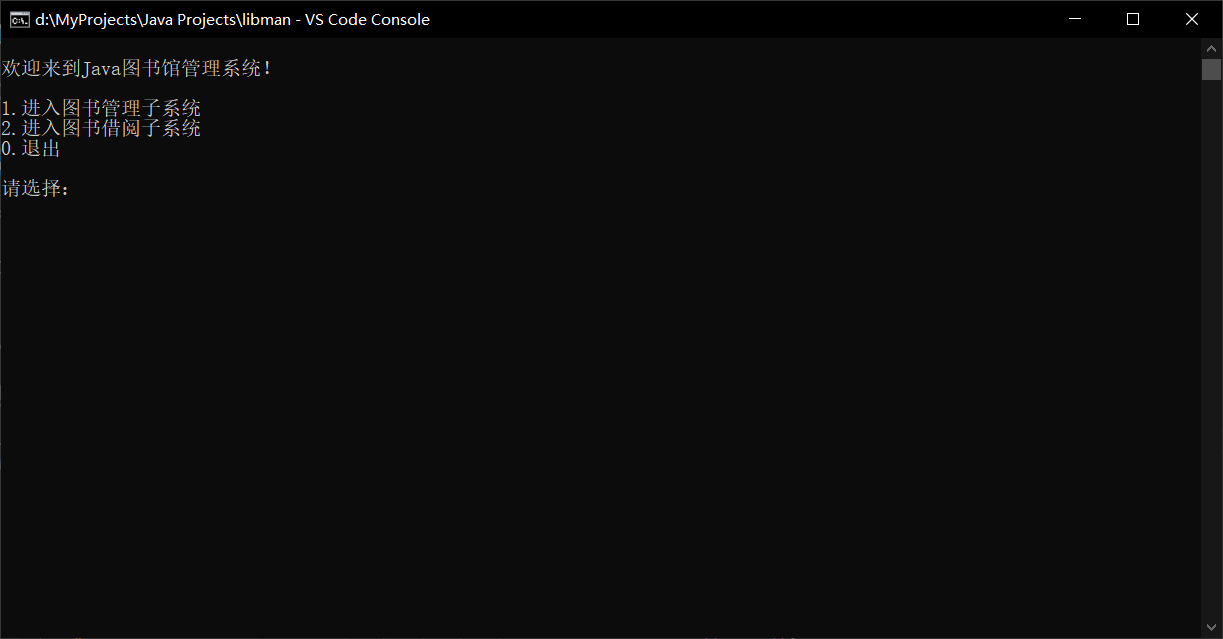 d:\MyProjects\Java Projects\libman - VS Code Console
欢迎来到Java图书馆管理系统！
1.进入图书管理子系统
2.进入图书借阅子系统
0.退出
请选择：